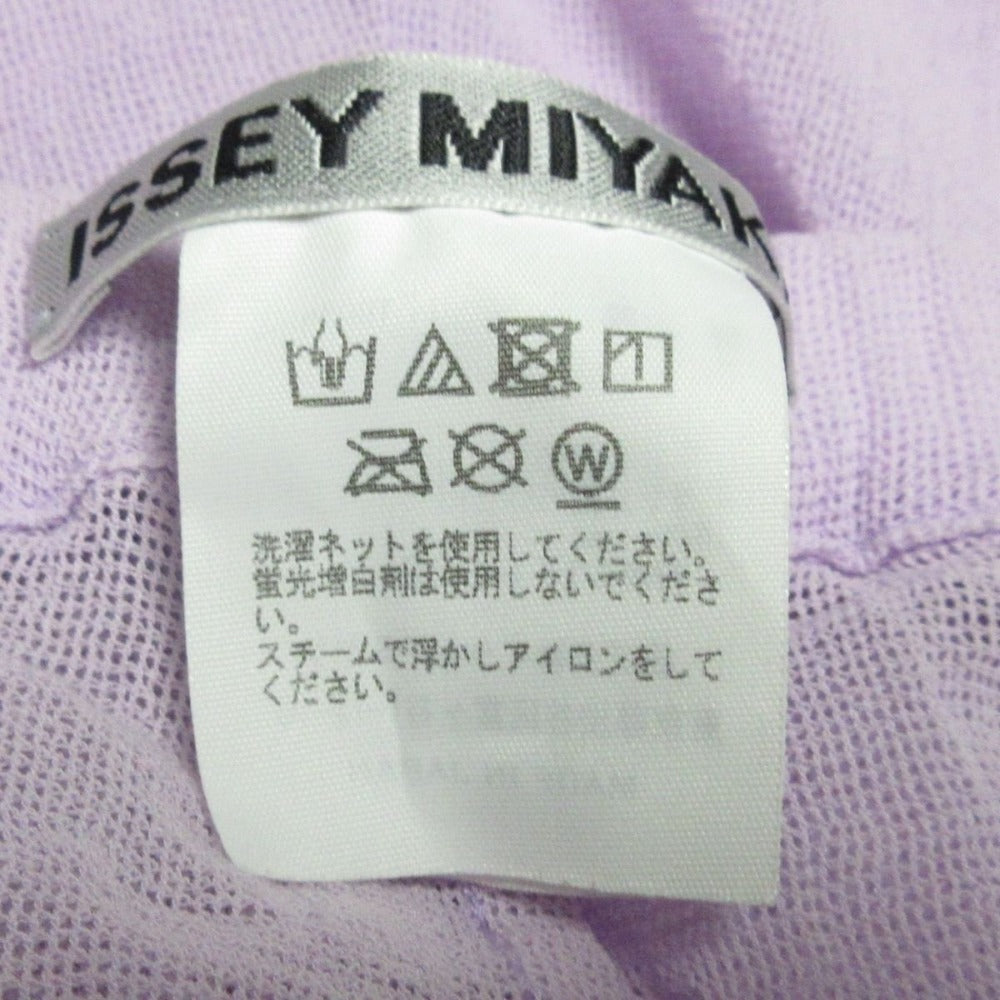 ISSEY MIYAK
W
洗濯ネットを使用してください。
蛍光増白剤は使用しないでくださ
い。
スチームで浮かしアイロンをして
ください。